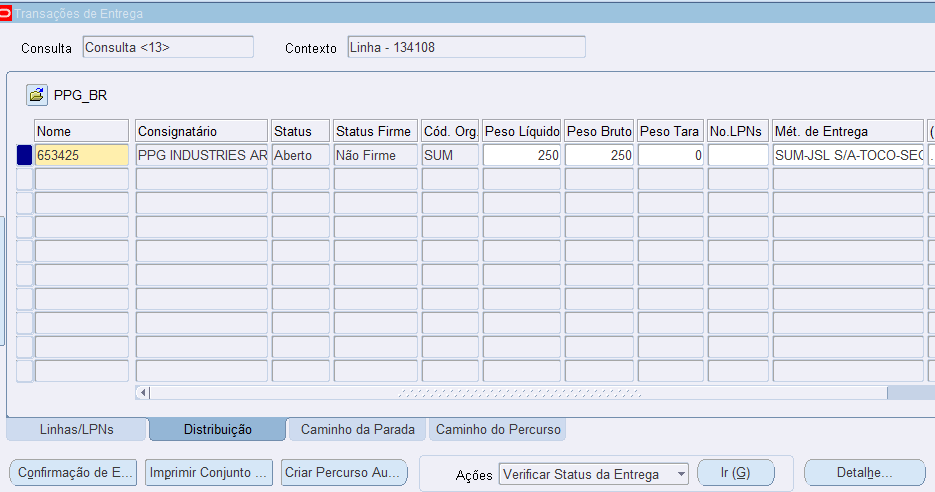 Transações de Entrega
Consulta Consulta <13> Contexto Linha - 134108
PPG_BR
Nome Consignatário Status Status Firme Cód. Org. Peso Líquido Peso Bruto Peso Tara No.LPNs Mét. de Entrega (
653425 PPG INDUSTRIES AR Aberto Não Firme SUM 250 250 0 SUM-JSL S/A-TOCO-SEC .
Linhas/LPNs Distribuição Caminho da Parada Caminho do Percurso
Confirmação de E... Imprimir Conjunto ... Criar Percurso Au... Ações Verificar Status da Entrega Ir (G) Detalhe...